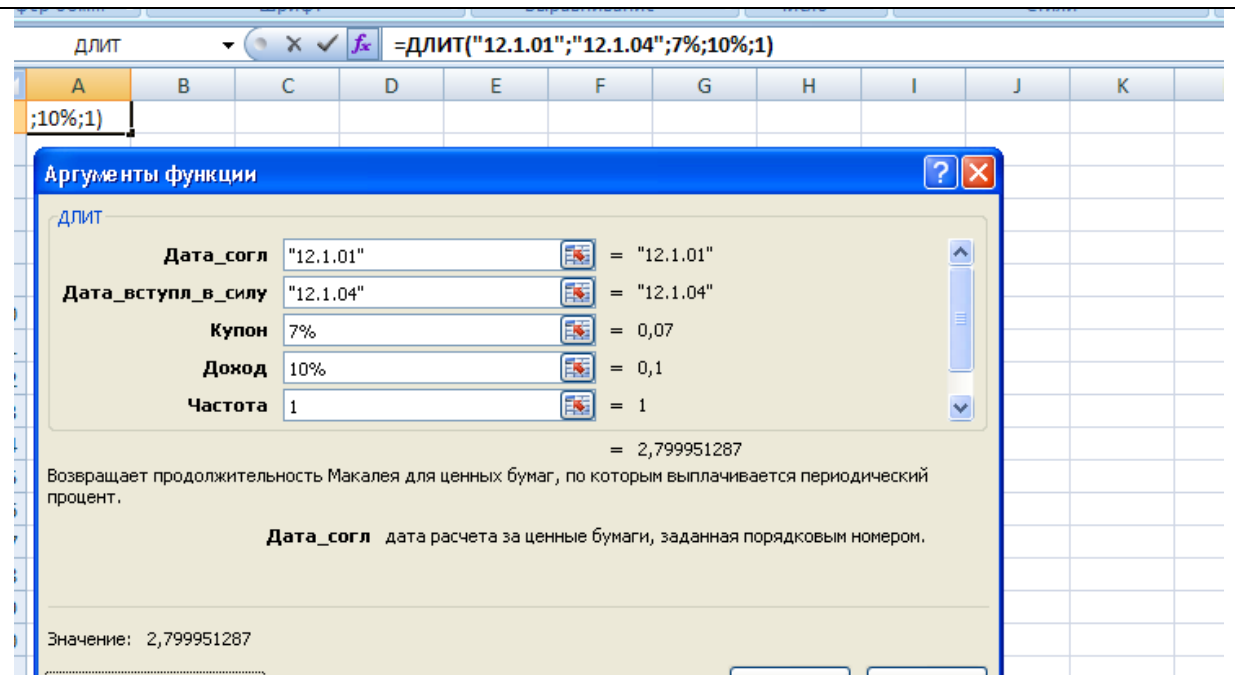 ДЛИТ =ДЛИТ("12.1.01";"12.1.04";7%;10%;1)
A B C D E F G H I J K
;10%;1)
Аргументы функции
ДЛИТ
Дата_согл "12.1.01" = "12.1.01"
Дата_вступл_в_силу "12.1.04" = "12.1.04"
Купон 7% = 0,07
Доход 10% = 0,1
Частота 1 = 1
= 2,799951287
Возвращает продолжительность Макалея для ценных бумаг, по которым выплачивается периодический
процент.
Дата_согл дата расчета за ценные бумаги, заданная порядковым номером.
Значение: 2,799951287